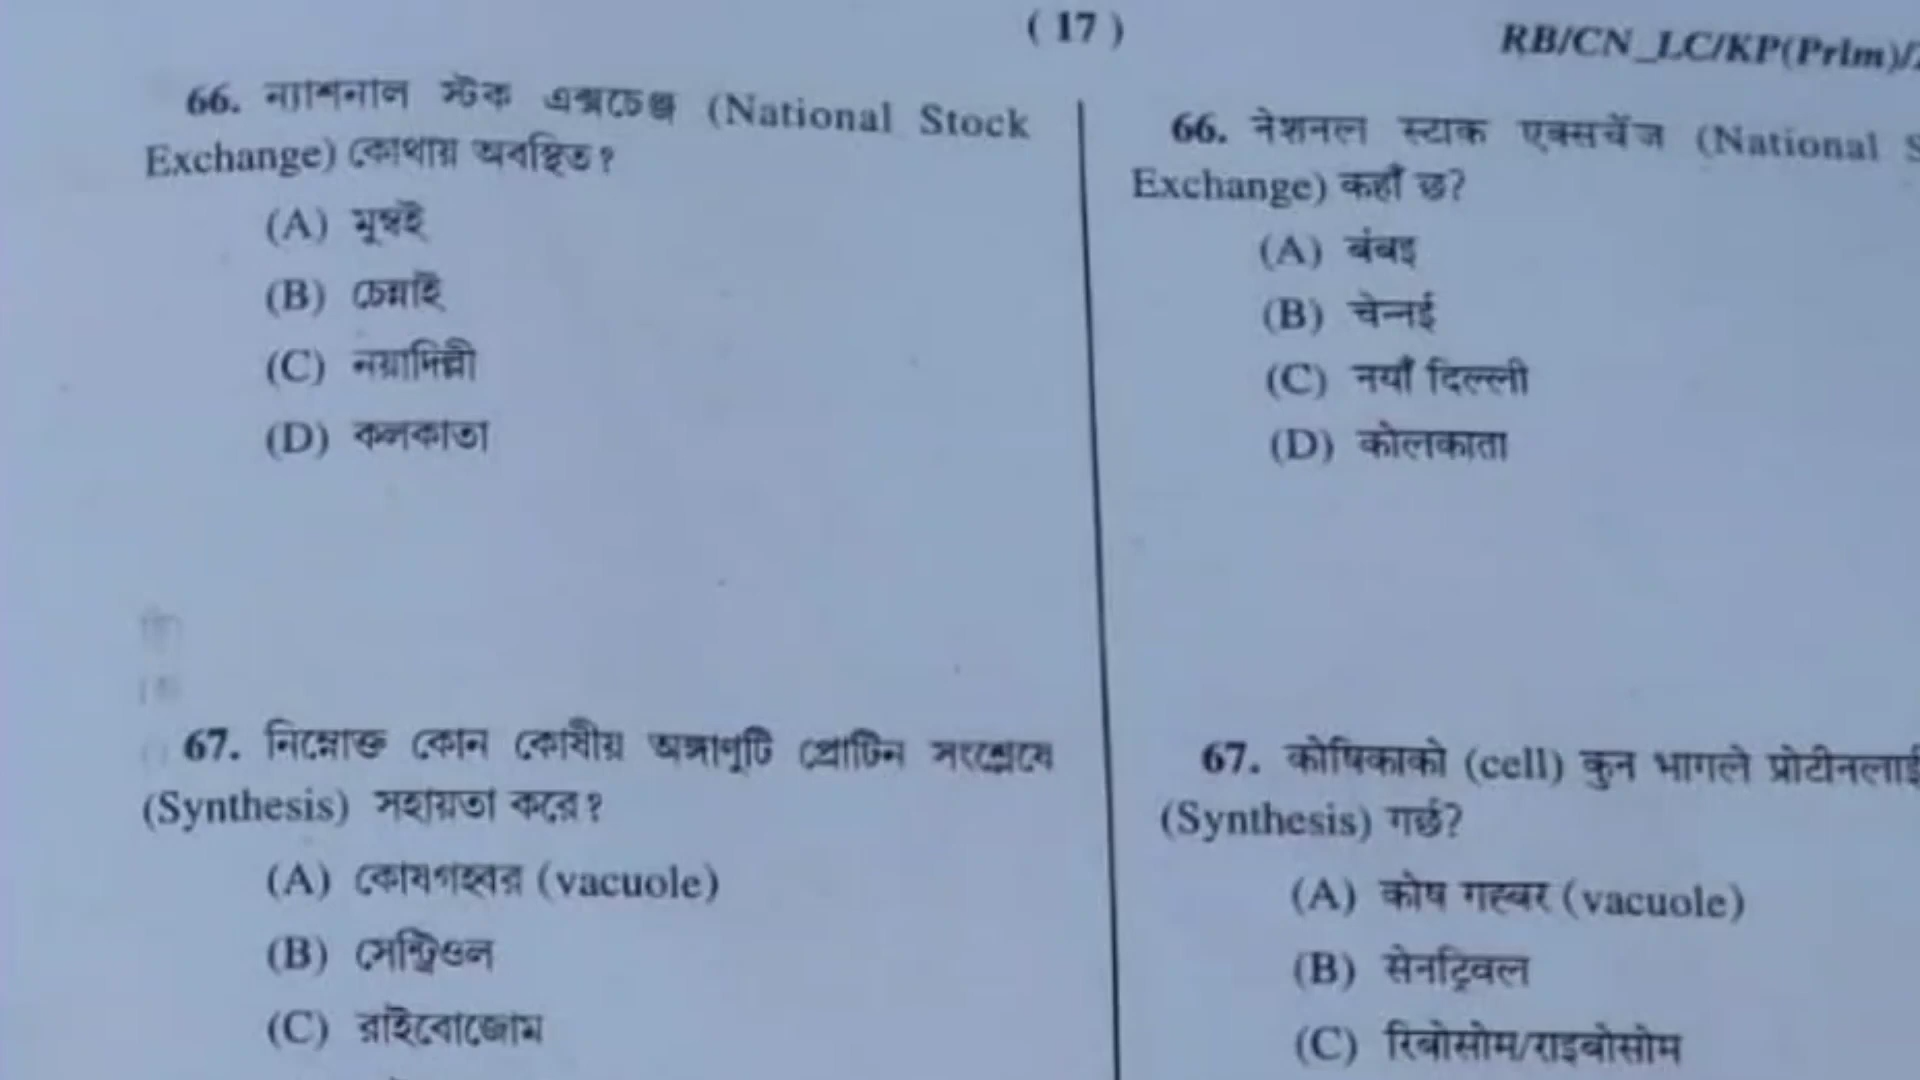 ( 17 )
RB/CN_LC/KP(Prlm)/
66. ন্যাশনাল স্টক এক্সচেঞ্জ (National Stock
Exchange) কোথায় অবস্থিত?
(A) মুম্বই
(B) চেন্নাই
(C) নয়াদিল্লী
(D) কলকাতা
67. নিম্নোক্ত কোন কোষীয় অঙ্গাণুটি প্রোটিন সংশ্লেষে
(Synthesis) সহায়তা করে?
(A) কোষগহ্বর (vacuole)
(B) সেন্ট্রিওল
(C) রাইবোজোম
66. नेशनल स्टाक एक्सचेंज (National
Exchange) कहाँ छ?
(A) बंबइ
(B) चेन्नई
(C) नयाँ दिल्ली
(D) कोलकाता
67. कोषिकाको (cell) कुन भागले प्रोटीनलाई
(Synthesis) गर्छ?
(A) कोष गह्बर (vacuole)
(B) सेनट्रिवल
(C) रिबोसोम/राइबोसोम